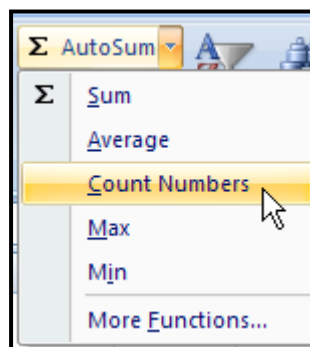 Σ AutoSum
Σ Sum
Average
Count Numbers
Max
Min
More Functions...